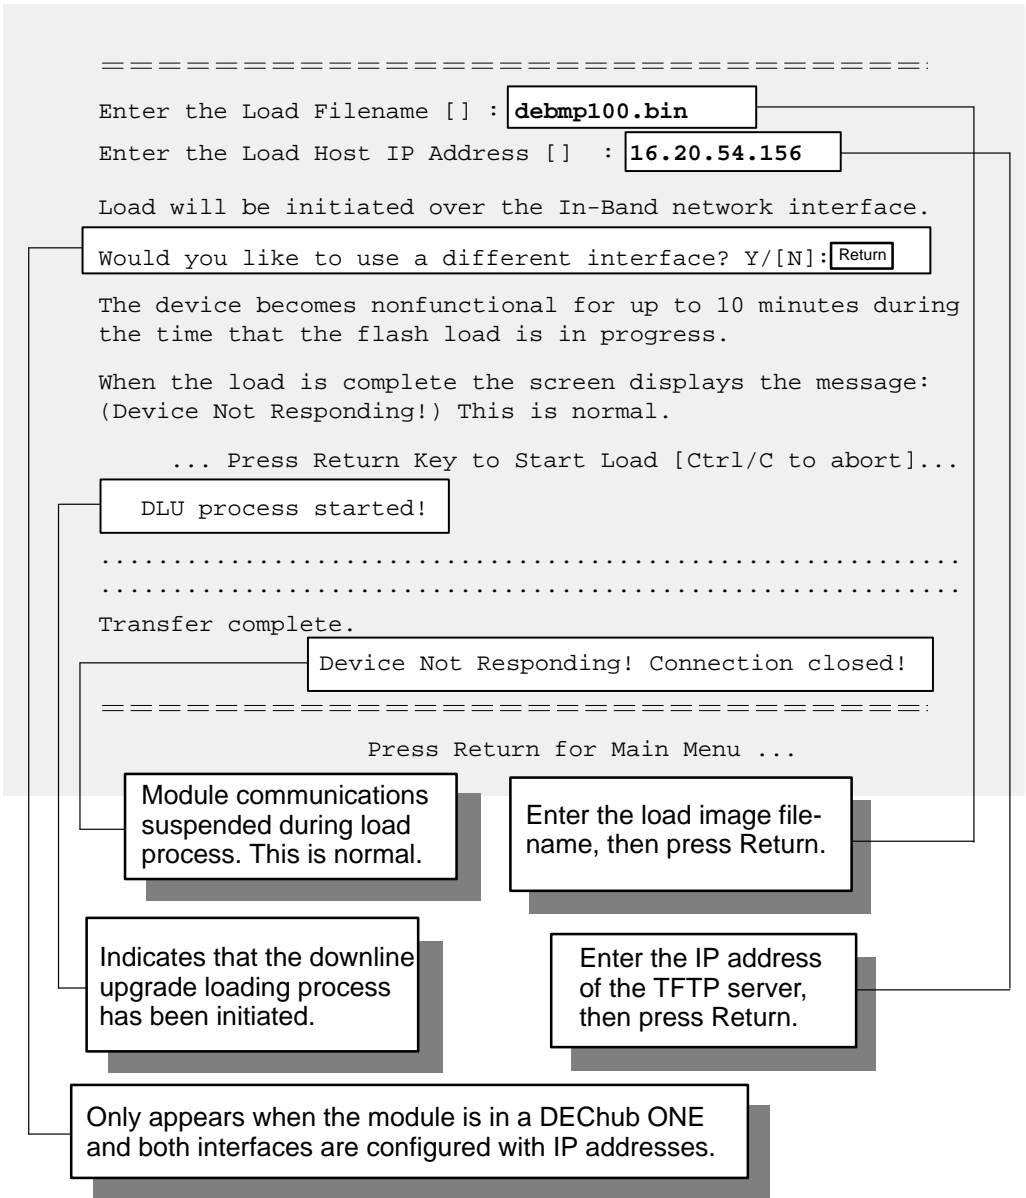 =============================:
Enter the Load Filename [] : debmp100.bin
Enter the Load Host IP Address []  : 16.20.54.156
Load will be initiated over the In-Band network interface.
Would you like to use a different interface? Y/[N]: Return
The device becomes nonfunctional for up to 10 minutes during
the time that the flash load is in progress.
When the load is complete the screen displays the message:
(Device Not Responding!) This is normal.
... Press Return Key to Start Load [Ctrl/C to abort]...
DLU process started!
............................................................
............................................................
Transfer complete.
Device Not Responding! Connection closed!
=============================:
Press Return for Main Menu ...
Module communications
suspended during load
process. This is normal.
Enter the load image file-
name, then press Return.
Indicates that the downline
upgrade loading process
has been initiated.
Enter the IP address
of the TFTP server,
then press Return.
Only appears when the module is in a DEChub ONE
and both interfaces are configured with IP addresses.